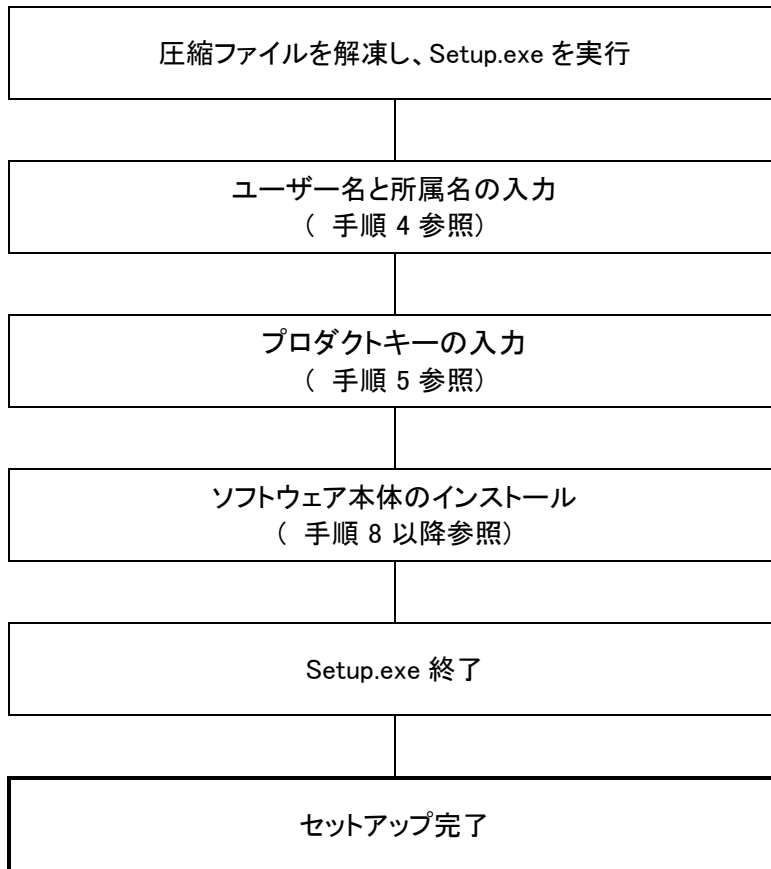 圧縮ファイルを解凍し、Setup.exe を実行
ユーザー名と所属名の入力
（ 手順 4 参照）
プロダクトキーの入力
（ 手順 5 参照）
ソフトウェア本体のインストール
（ 手順 8 以降参照）
Setup.exe 終了
セットアップ完了